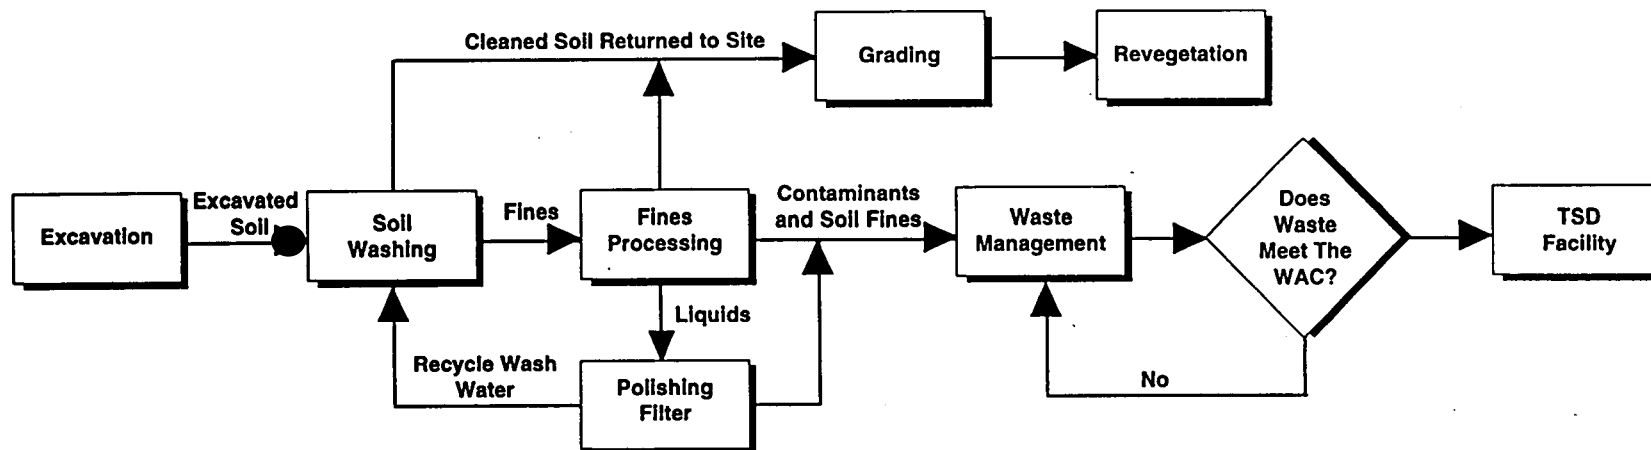 Cleaned Soil Returned to Site
Grading
Revegetation
Excavation
Excavated
Soil
Soil
Washing
Fines
Fines
Processing
Contaminants
and Soil Fines
Waste
Management
Does
Waste
Meet The
WAC?
TSD
Facility
Liquids
Recycle Wash
Water
Polishing
Filter
No